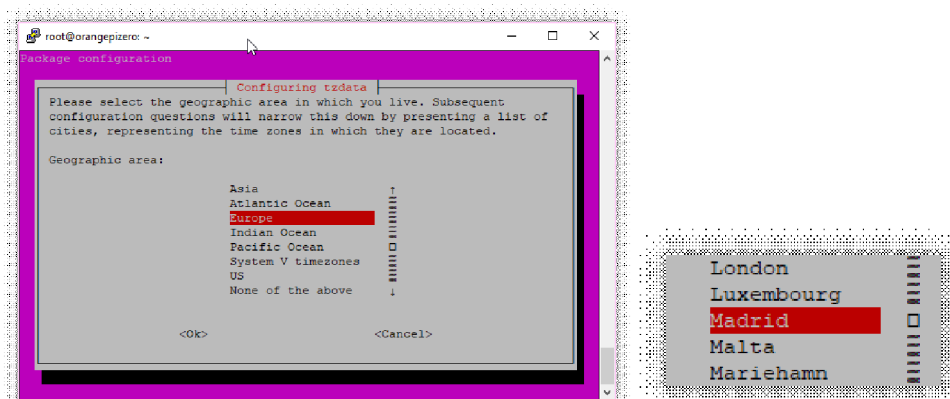 root@orangepizero: ~
Package configuration
Configuring tzdata
Please select the geographic area in which you live. Subsequent
configuration questions will narrow this down by presenting a list of
cities, representing the time zones in which they are located.
Geographic area:
Asia
Atlantic Ocean
Europe
Indian Ocean
Pacific Ocean
System V timezones
US
None of the above
<Ok> <Cancel>
London
Luxembourg
Madrid
Malta
Mariehamn